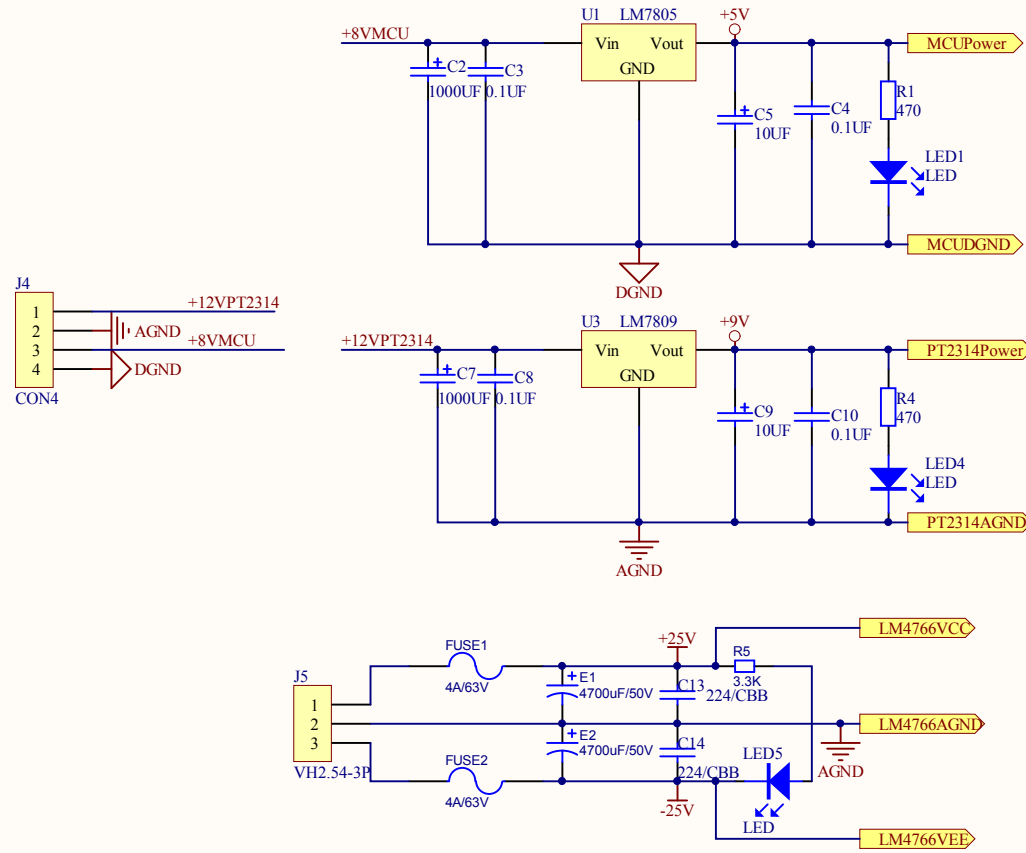 U1 LM7805
+5V
+8VMCU
Vin Vout
GND
MCUPower
C2
1000UF
C3
0.1UF
C5
10UF
C4
0.1UF
R1
470
LED1
LED
MCUDGND
DGND
J4
1
2
3
4
CON4
+12VPT2314
AGND
+8VMCU
DGND
U3 LM7809
+9V
+12VPT2314
Vin Vout
GND
PT2314Power
C7
1000UF
C8
0.1UF
C9
10UF
C10
0.1UF
R4
470
LED4
LED
PT2314AGND
AGND
LM4766VCC
+25V
FUSE1
4A/63V
R5
3.3K
J5
1
2
3
VH2.54-3P
+ E1
4700uF/50V
C13
224/CBB
LM4766AGND
+ E2
4700uF/50V
C14
224/CBB
AGND
FUSE2
4A/63V
LED5
LED
-25V
LM4766VEE